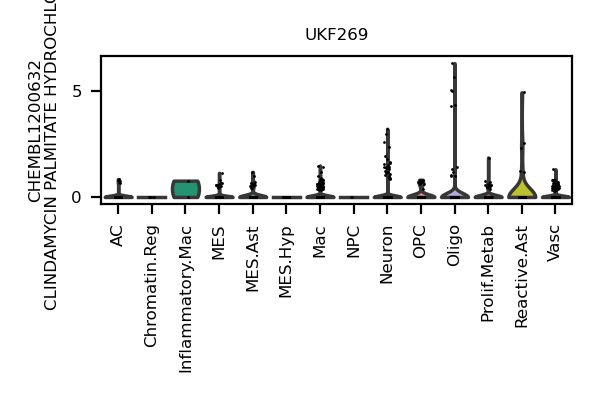 UKF269
CHEMBL1200632
CLINDAMYCIN PALMITATE HYDROCHLO
5
0
AC
Chromatin.Reg
Inflammatory.Mac
MES
MES.Ast
MES.Hyp
Mac
NPC
Neuron
OPC
Oligo
Prolif.Metab
Reactive.Ast
Vasc